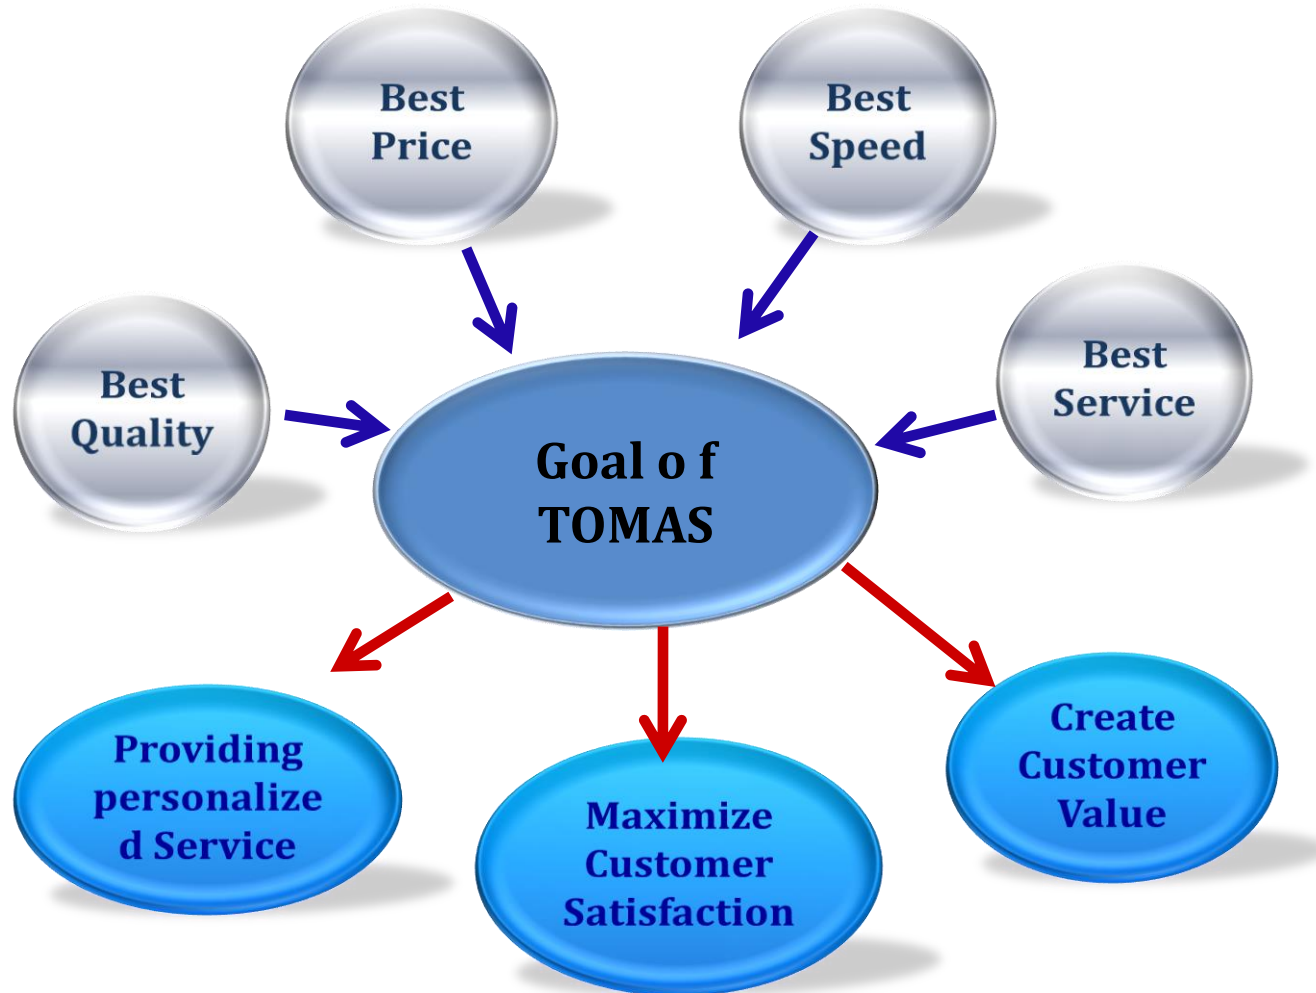 Best
Price
Best
Speed
Best
Quality
Best
Service
Goal o f
TOMAS
Providing
personalize
d Service
Maximize
Customer
Satisfaction
Create
Customer
Value